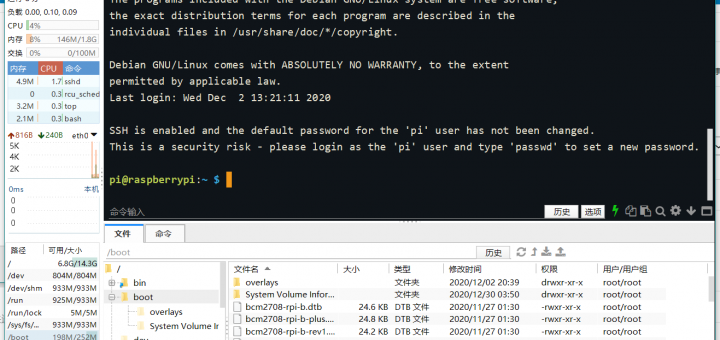 负载 0.00, 0.10, 0.09
CPU 4%
内存 8% 146M/1.8G
交换 0% 0/100M
内存 CPU 命令
4.9M 1.7 sshd
0 0.3 rcu_sched
3.2M 0.3 top
2.1M 0.3 bash
816B 240B eth0
5K
4K
2K
0ms 本机
0
0
0
路径 可用/大小
/ 6.8G/14.3G
/dev 804M/804M
/dev/shm 933M/933M
/run 925M/933M
/run/lock 5M/5M
/sys/fs/... 933M/933M
/boot 198M/252M
The programs included with the Debian GNU/Linux system are free software;
the exact distribution terms for each program are described in the
individual files in /usr/share/doc/*/copyright.
Debian GNU/Linux comes with ABSOLUTELY NO WARRANTY, to the extent
permitted by applicable law.
Last login: Wed Dec  2 13:21:11 2020
SSH is enabled and the default password for the 'pi' user has not been changed.
This is a security risk - please login as the 'pi' user and type 'passwd' to set a new password.
pi@raspberrypi:~ $
命令输入 历史 选项
文件 命令
/boot 历史
/
bin
boot
overlays
System Volume Ir
dev
文件名 大小 类型 修改时间 权限 用户/用户组
overlays 文件夹 2020/12/02 20:39 drwxr-xr-x root/root
System Volume Infor... 文件夹 2020/12/30 03:50 drwxr-xr-x root/root
bcm2708-rpi-b.dtb 24.6 KB DTB 文件 2020/11/27 01:30 -rwxr-xr-x root/root
bcm2708-rpi-b-plus.... 24.8 KB DTB 文件 2020/11/27 01:30 -rwxr-xr-x root/root
bcm2708-rpi-b-rev1... 24.2 KB DTB 文件 2020/11/27 01:30 -rwxr-xr-x root/root